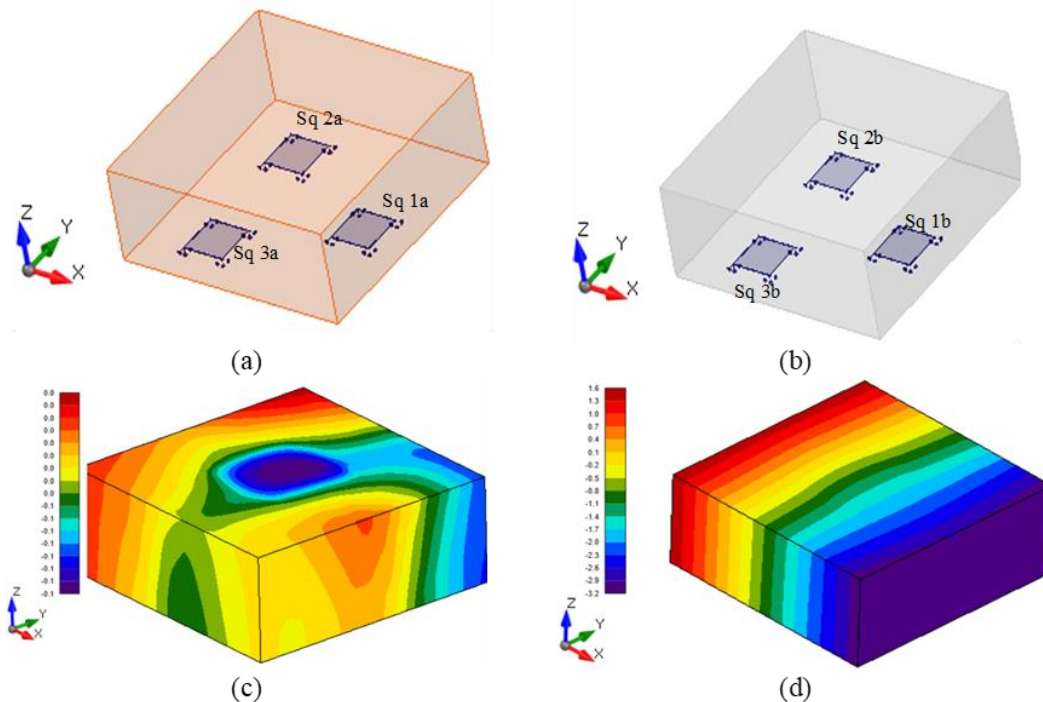 Sq 2a
Sq 1a
Sq 3a
Z
Y
X
(a)
Sq 2b
Sq 1b
Sq 3b
Z
Y
X
(b)
0.0
0.0
0.0
0.0
0.0
0.0
0.0
-0.0
-0.0
-0.0
-0.1
-0.1
-0.1
-0.1
-0.1
-0.1
Z
Y
X
(c)
1.6
1.3
1.0
0.7
0.4
0.1
-0.2
-0.5
-0.8
-1.1
-1.4
-1.7
-2.0
-2.3
-2.6
-2.9
-3.2
Z
Y
X
(d)